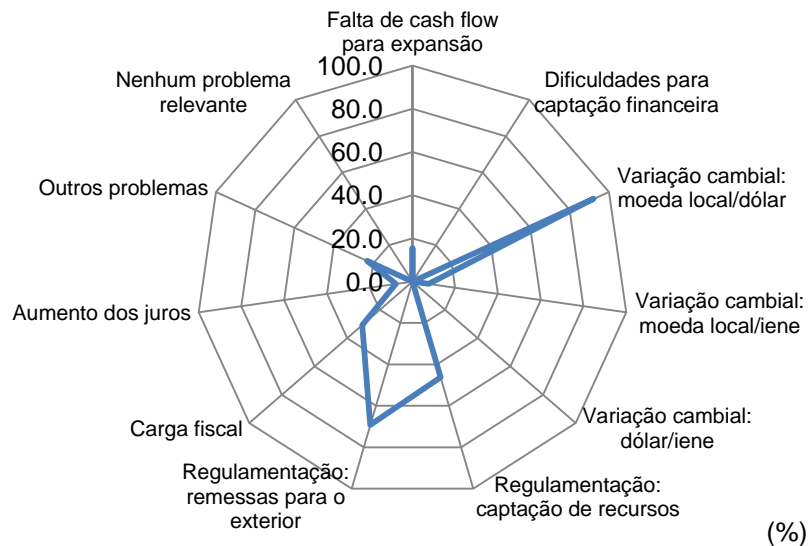 Falta de cash flow
para expansão
Dificuldades para
captação financeira
Variação cambial:
moeda local/dólar
Variação cambial:
moeda local/iene
Variação cambial:
dólar/iene
Regulamentação:
captação de recursos
Regulamentação:
remessas para o
exterior
Carga fiscal
Aumento dos juros
Outros problemas
Nenhum problema
relevante
100.0
80.0
60.0
40.0
20.0
0.0
(%)